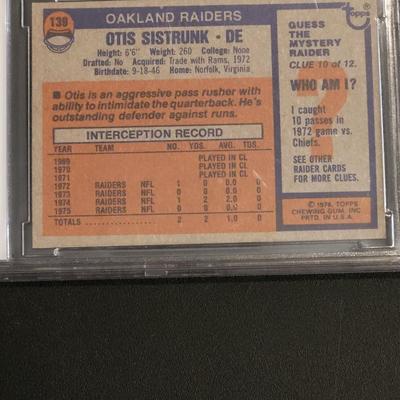 139
OAKLAND RAIDERS
OTIS SISTRUNK • DE
Height: 6'6" Weight: 260 College: None
Drafted: No Acquired: Trade with Rams, 1972
Birthdate: 9-18-46 Home: Norfolk, Virginia
■ Otis is an aggressive pass rusher with
ability to intimidate the quarterback. He's
outstanding defender against runs.
INTERCEPTION RECORD
YEAR TEAM NO. YDS. AVG. TDS.
1969 PLAYED IN CL
1970 PLAYED IN CL
1971 PLAYED IN CL
1972 RAIDERS NFL 1 0 0.0 0
1973 RAIDERS NFL 0 0 0.0 0
1974 RAIDERS NFL 1 2 2.0 0
1975 RAIDERS NFL 0 0 0.0 0
TOTALS 2 2 1.0 0
topps
GUESS
THE
MYSTERY
RAIDER
CLUE 10 of 12.
WHO AM I?
I caught
10 passes in
1972 game vs.
Chiefs.
SEE OTHER
RAIDER CARDS
FOR MORE CLUES.
© 1976, TOPPS
CHEWING GUM, INC
PRTD. IN U.S.A.